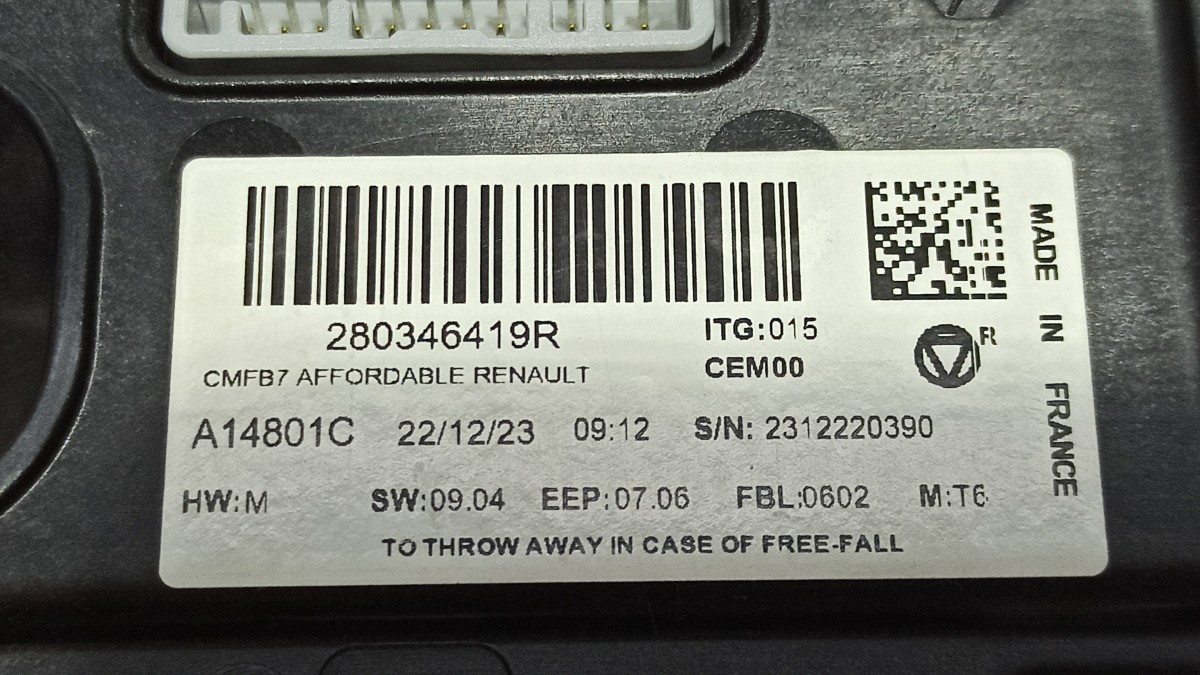 280346419R
ITG:015
CEM00
CMFB7 AFFORDABLE RENAULT
R
A14801C 22/12/23 09:12 S/N: 2312220390
HW:M SW:09.04 EEP:07.06 FBL:0602 M:T6
TO THROW AWAY IN CASE OF FREE-FALL
MADE IN FRANCE